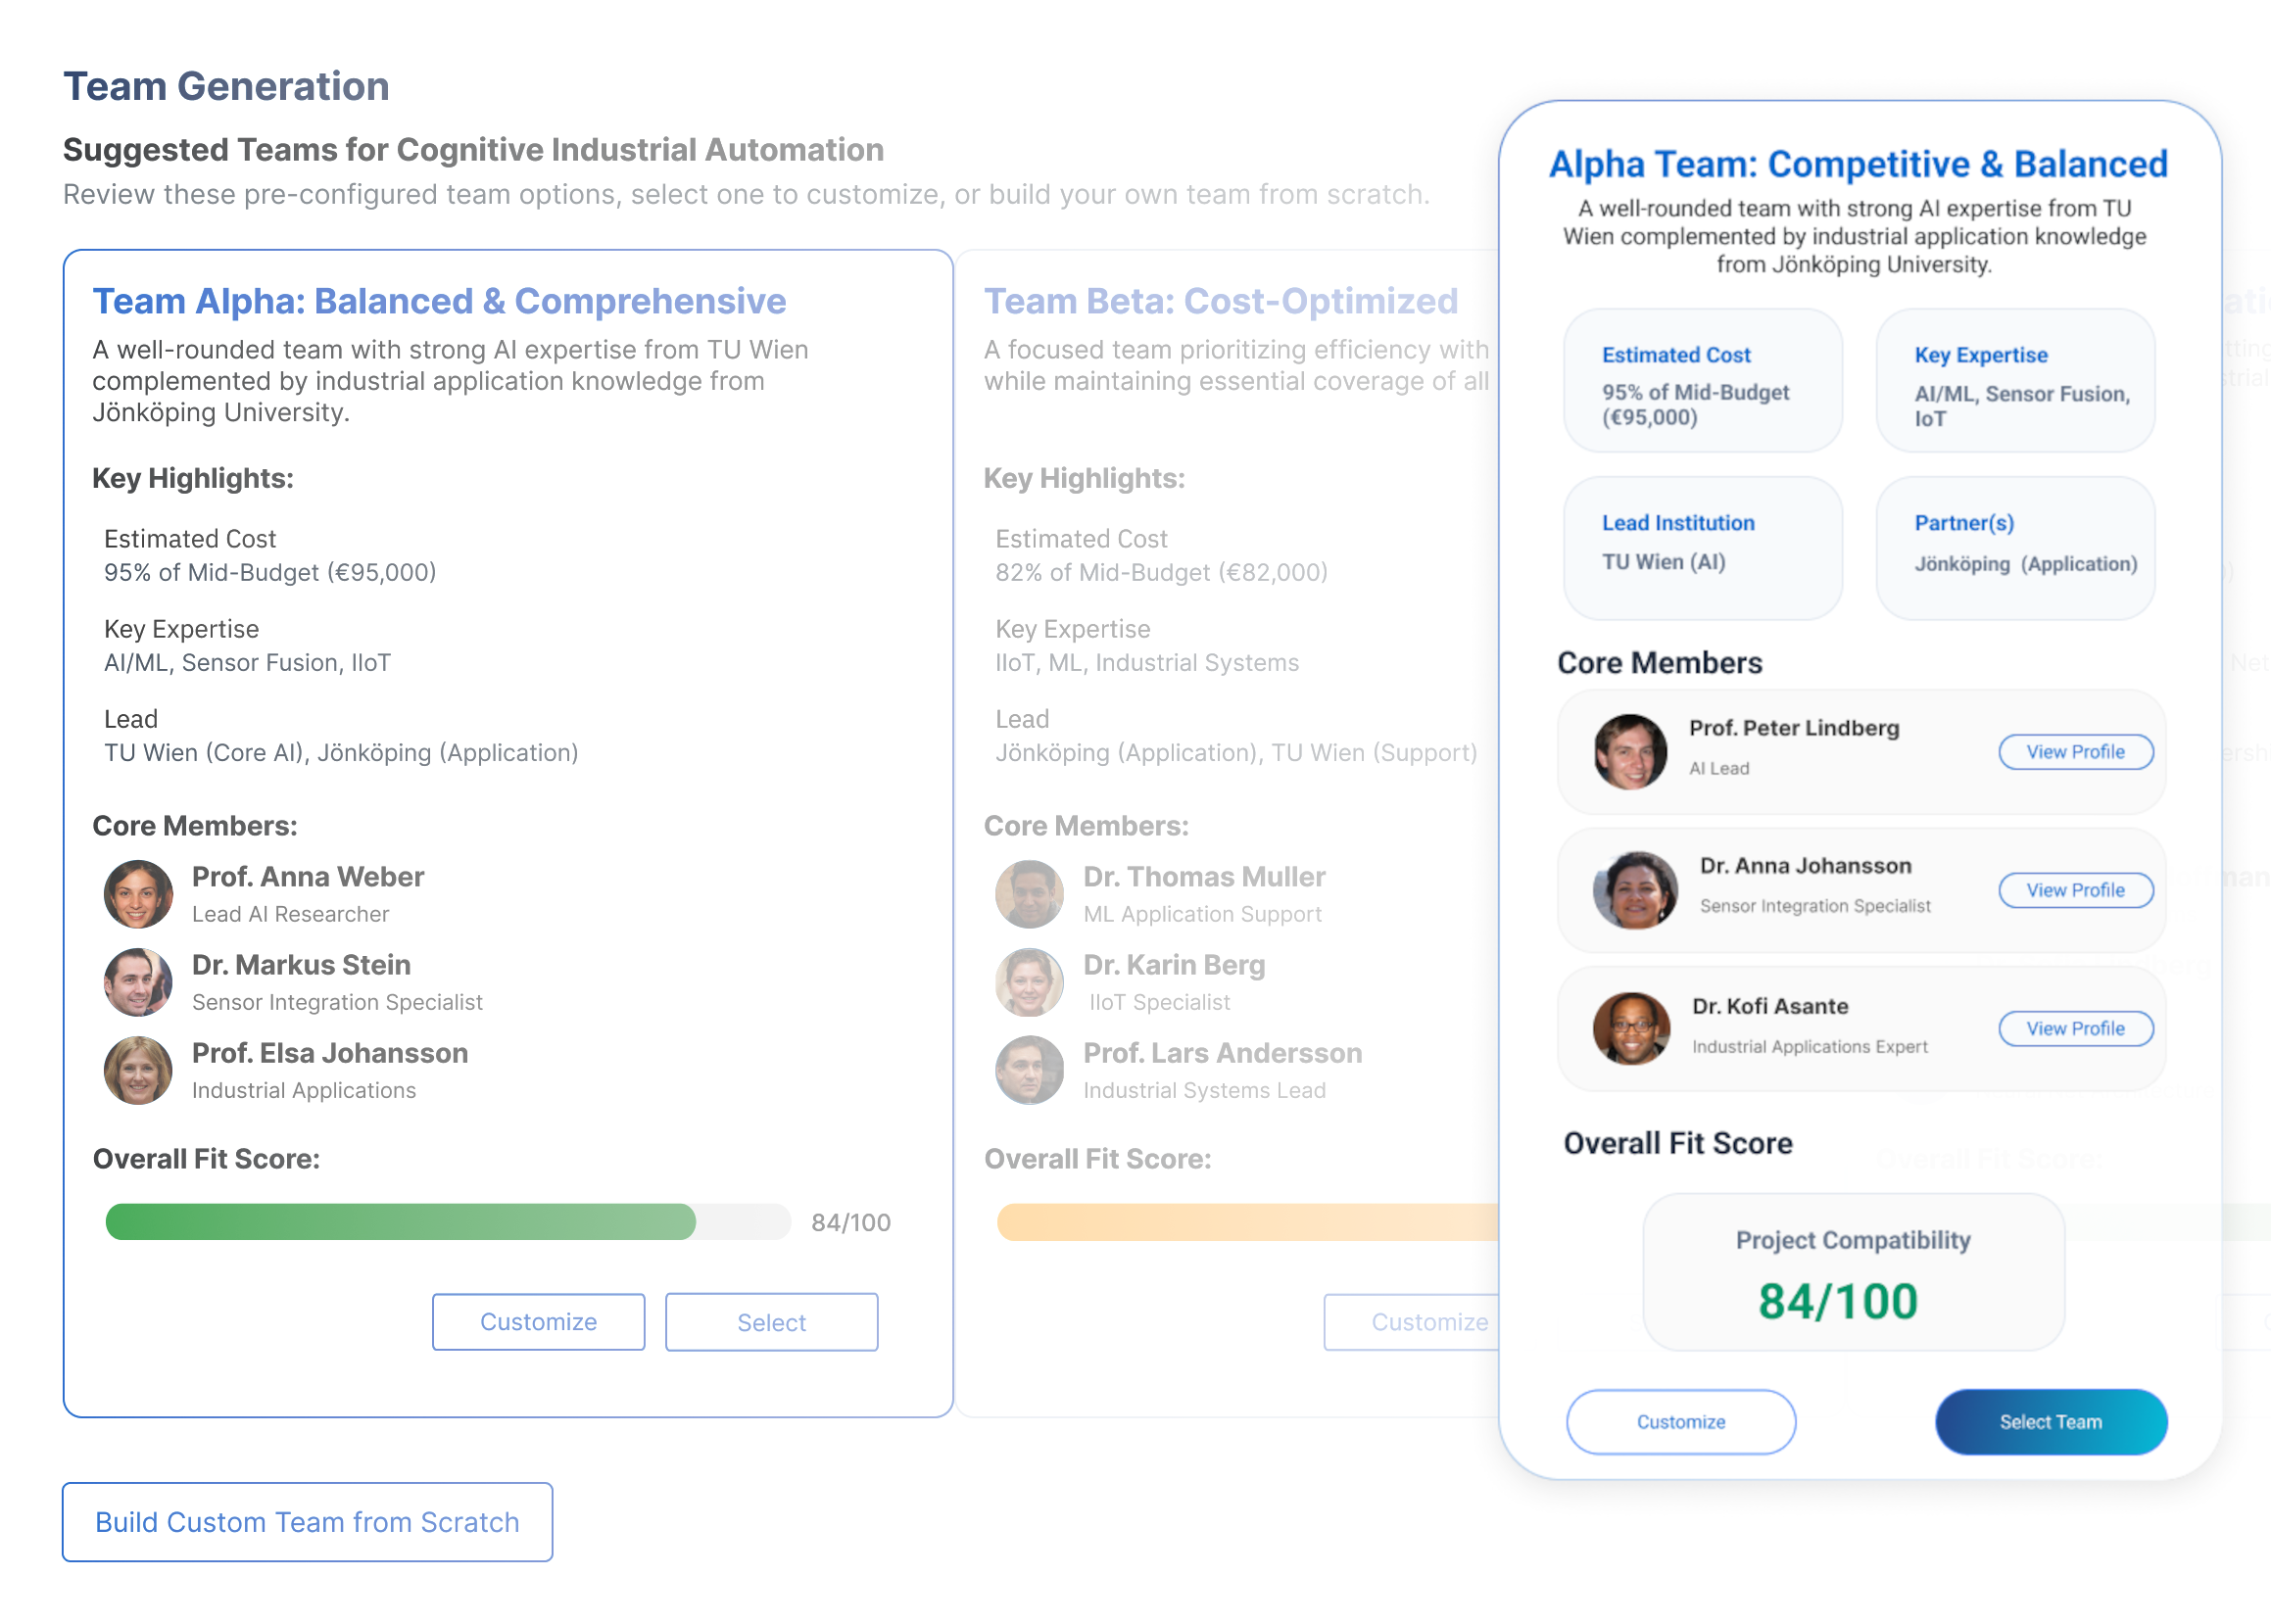 Team Generation
Suggested Teams for Cognitive Industrial Automation
Review these pre-configured team options, select one to customize, or build your own team from scratch.
Team Alpha: Balanced & Comprehensive
A well-rounded team with strong AI expertise from TU Wien
complemented by industrial application knowledge from
Jönköping University.
Key Highlights:
Estimated Cost
95% of Mid-Budget (€95,000)
Key Expertise
AI/ML, Sensor Fusion, IIoT
Lead
TU Wien (Core AI), Jönköping (Application)
Core Members:
Prof. Anna Weber
Lead AI Researcher
Dr. Markus Stein
Sensor Integration Specialist
Prof. Elsa Johansson
Industrial Applications
Overall Fit Score:
84/100
Customize
Select
Team Beta: Cost-Optimized
A focused team prioritizing efficiency with
while maintaining essential coverage of all
Key Highlights:
Estimated Cost
82% of Mid-Budget (€82,000)
Key Expertise
IIoT, ML, Industrial Systems
Lead
Jönköping (Application), TU Wien (Support)
Core Members:
Dr. Thomas Muller
ML Application Support
Dr. Karin Berg
IIoT Specialist
Prof. Lars Andersson
Industrial Systems Lead
Overall Fit Score:
Customize
Alpha Team: Competitive & Balanced
A well-rounded team with strong AI expertise from TU
Wien complemented by industrial application knowledge
from Jönköping University.
Estimated Cost
95% of Mid-Budget
(€95,000)
Key Expertise
AI/ML, Sensor Fusion,
IoT
Lead Institution
TU Wien (AI)
Partner(s)
Jönköping (Application)
Core Members
Prof. Peter Lindberg
AI Lead
View Profile
Dr. Anna Johansson
Sensor Integration Specialist
View Profile
Dr. Kofi Asante
Industrial Applications Expert
View Profile
Overall Fit Score
Project Compatibility
84/100
Customize
Select Team
Build Custom Team from Scratch